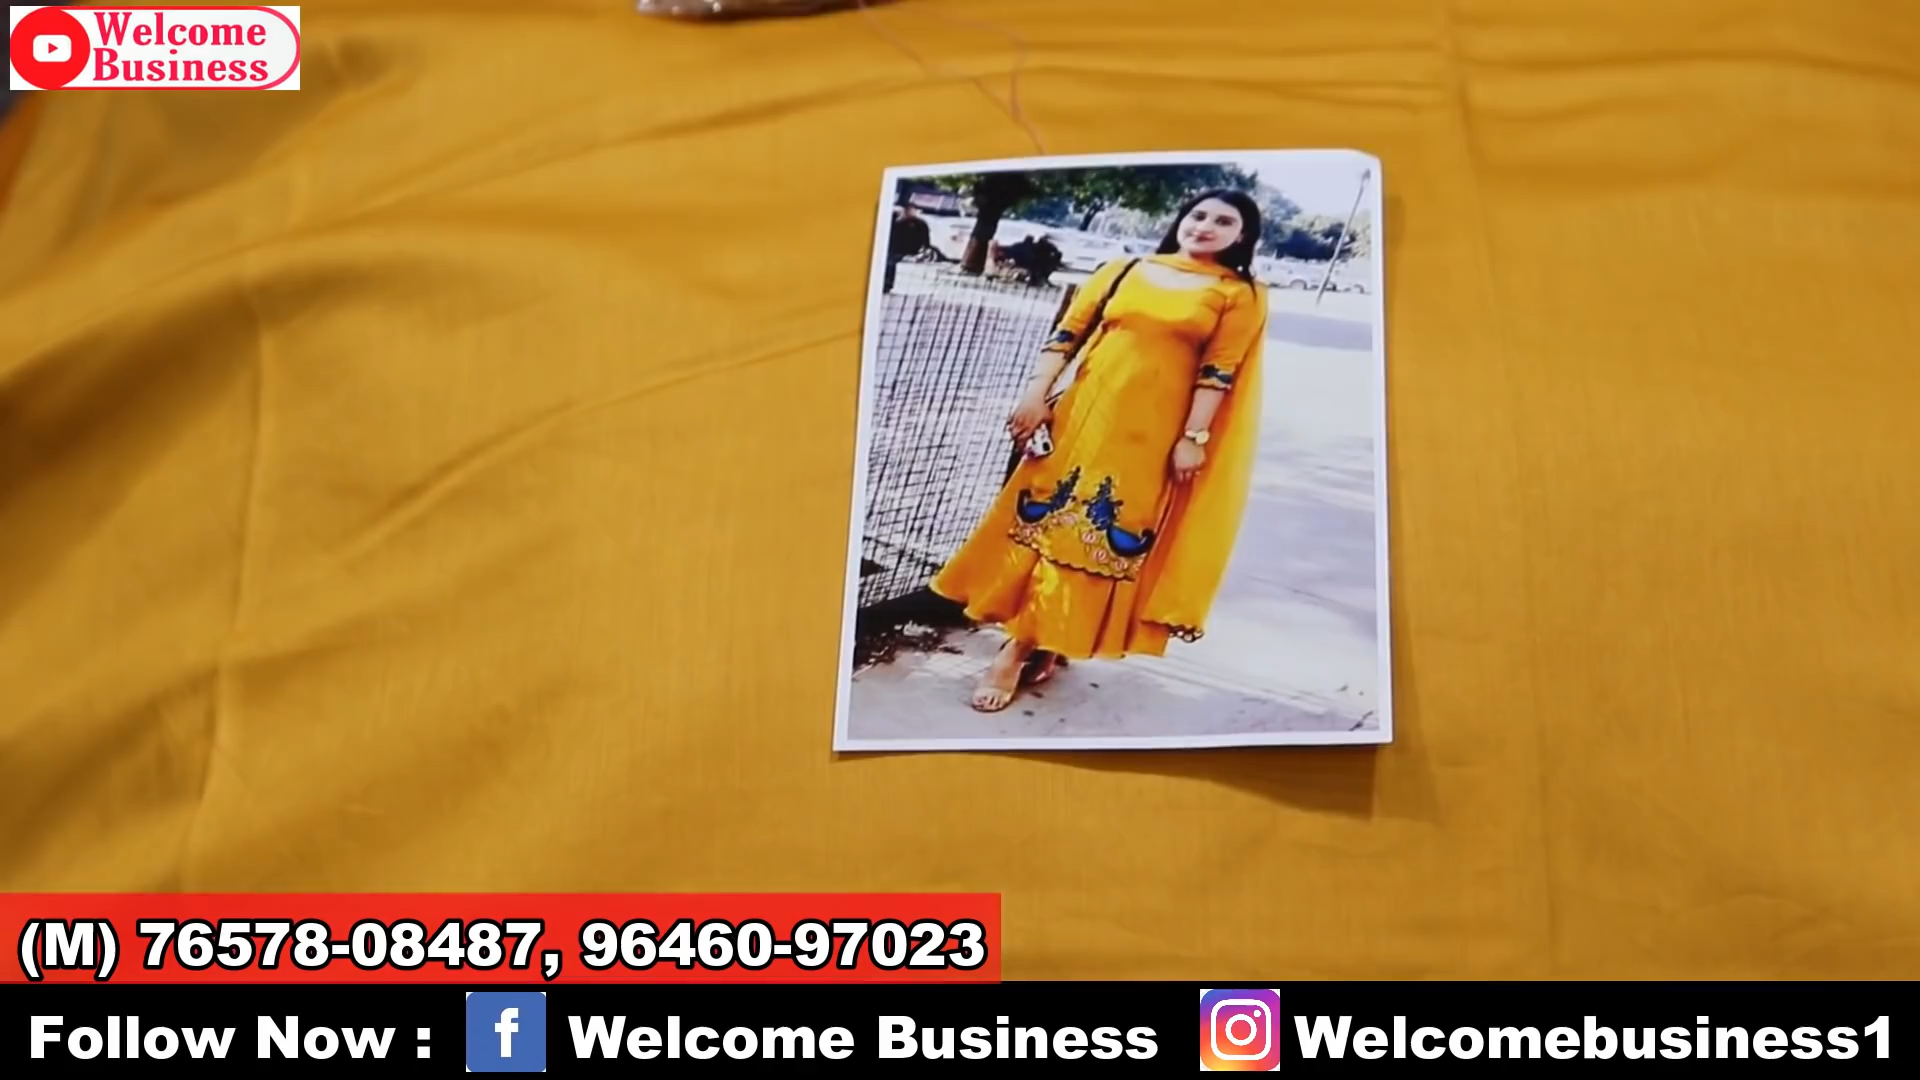 Welcome
Business
(M) 76578-08487, 96460-97023
Follow Now : f Welcome Business Welcomebusiness1